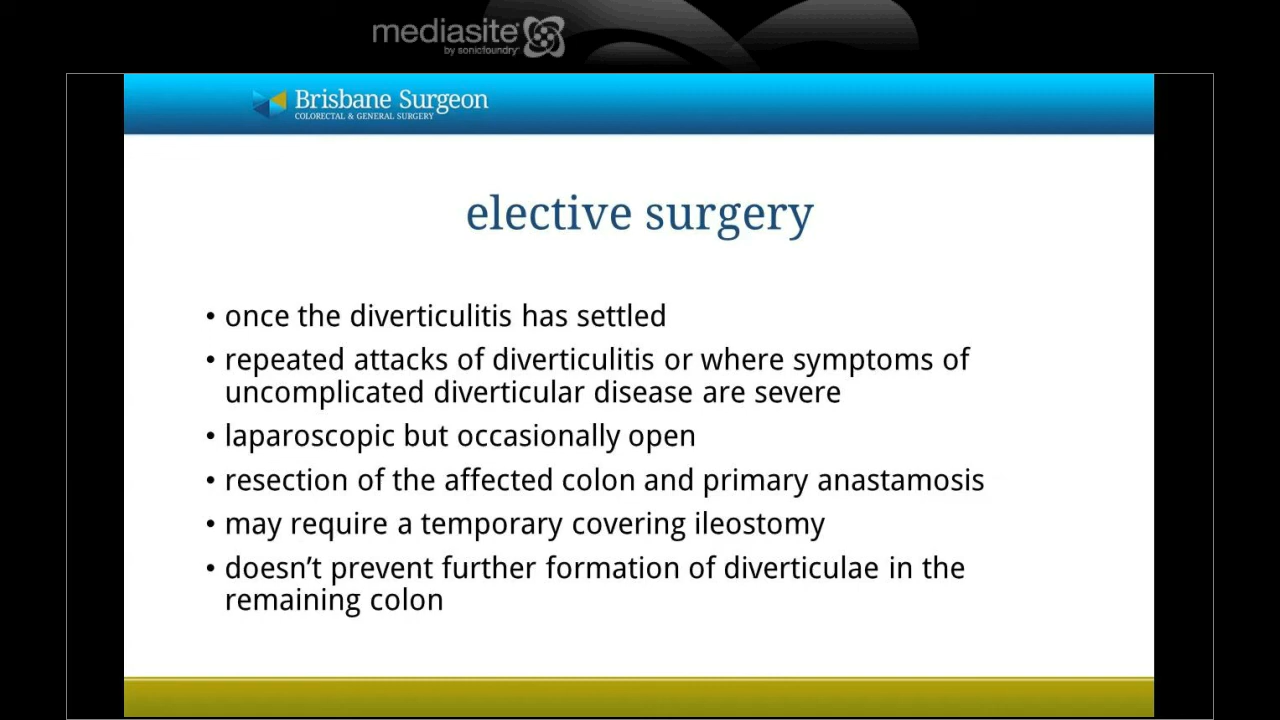 mediasite
by sonicfoundry
Brisbane Surgeon
COLORECTAL & GENERAL SURGERY
elective surgery
• once the diverticulitis has settled
• repeated attacks of diverticulitis or where symptoms of
uncomplicated diverticular disease are severe
• laparoscopic but occasionally open
• resection of the affected colon and primary anastamosis
• may require a temporary covering ileostomy
• doesn’t prevent further formation of diverticulae in the
remaining colon